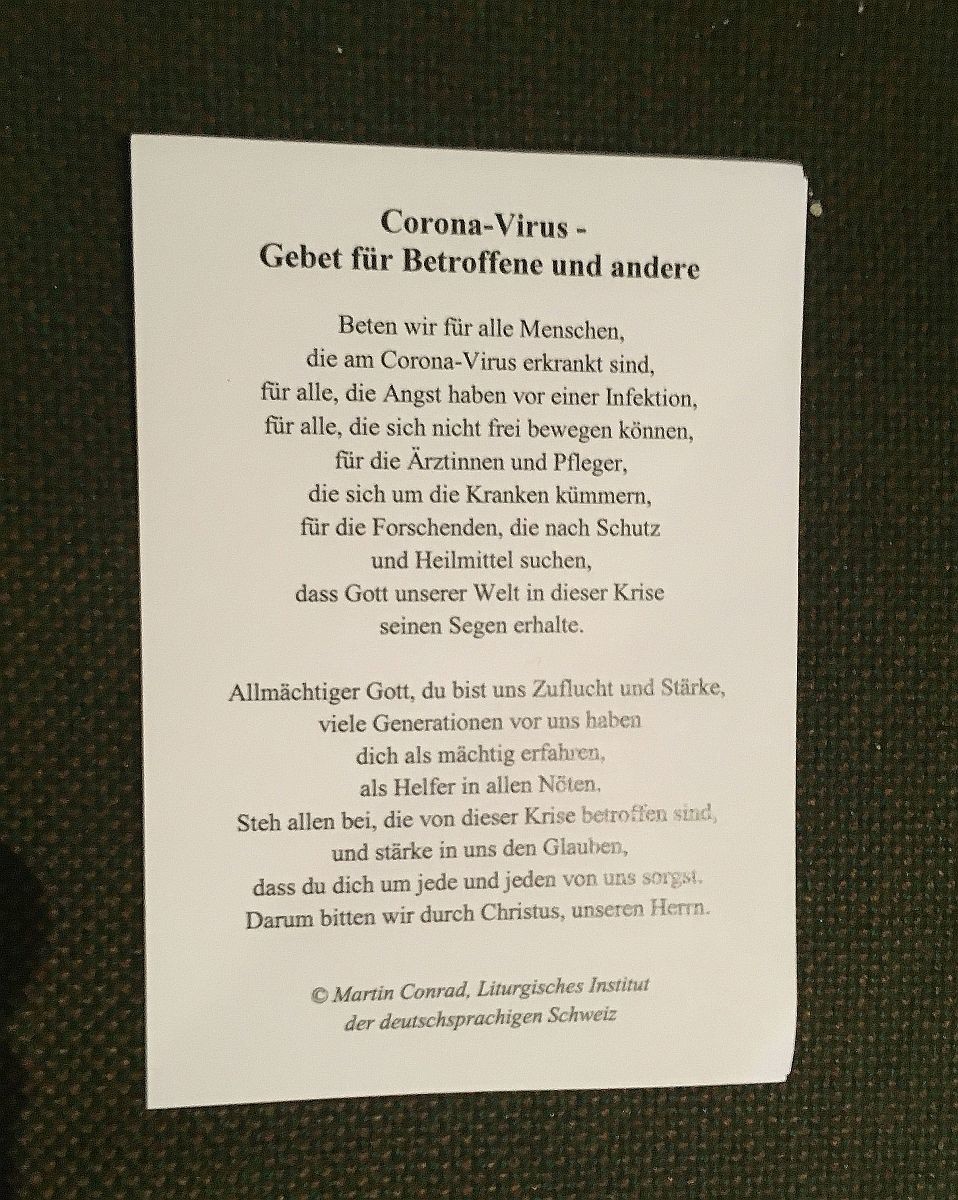 Corona-Virus -
Gebet für Betroffene und andere
Beten wir für alle Menschen,
die am Corona-Virus erkrankt sind,
für alle, die Angst haben vor einer Infektion,
für alle, die sich nicht frei bewegen können,
für die Ärztinnen und Pfleger,
die sich um die Kranken kümmern,
für die Forschenden, die nach Schutz
und Heilmittel suchen,
dass Gott unserer Welt in dieser Krise
seinen Segen erhalte.
Allmächtiger Gott, du bist uns Zuflucht und Stärke,
viele Generationen vor uns haben
dich als mächtig erfahren,
als Helfer in allen Nöten.
Steh allen bei, die von dieser Krise betroffen sind,
und stärke in uns den Glauben,
dass du dich um jede und jeden von uns sorgst.
Darum bitten wir durch Christus, unseren Herrn.
© Martin Conrad, Liturgisches Institut
der deutschsprachigen Schweiz